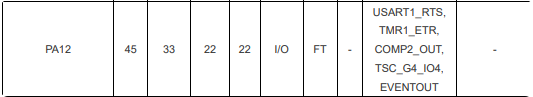 PA12 45 33 22 22 I/O FT - USART1_RTS, -
TMR1_ETR,
COMP2_OUT,
TSC_G4_IO4,
EVENTOUT